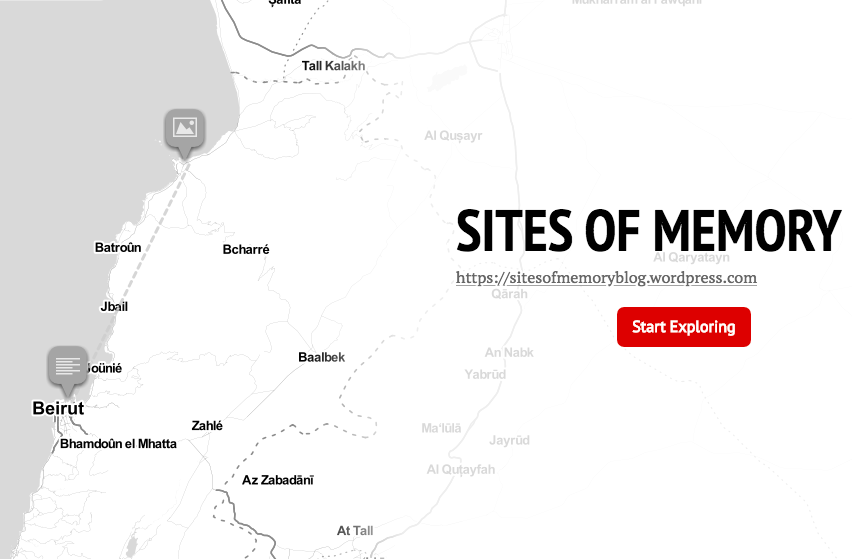 Şāfītā
Mukharram al Fawqānī
Tall Kalakh
Al Quşayr
SITES OF MEMORY
Batroûn
Bcharré
Al Qaryatayn
https://sitesofmemoryblog.wordpress.com
Qārah
Jbail
Start Exploring
An Nabk
Baalbek
Joünié
Yabrūd
Beirut
Zahlé
Ma'lūlā
Bhamdoûn el Mhatta
Jayrūd
Al Quţayfah
Az Zabadānī
At Tall